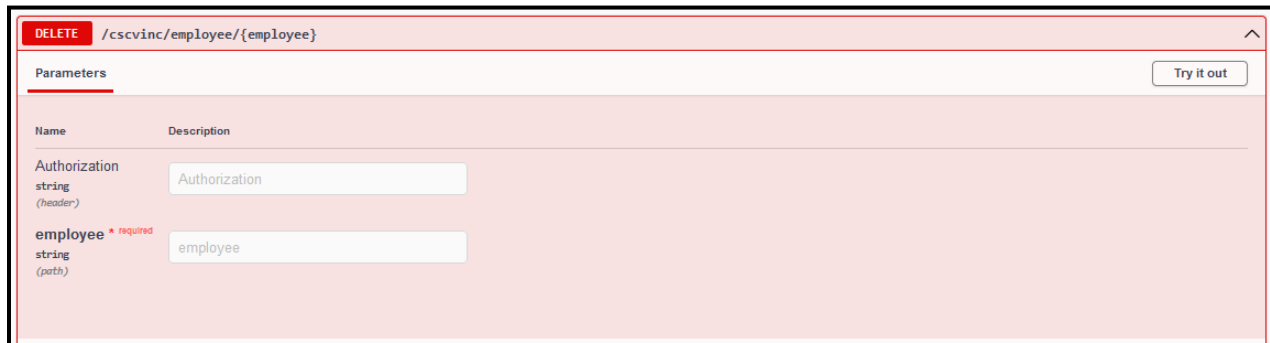 DELETE /cscvinc/employee/{employee}
Parameters
Try it out
Name Description
Authorization
string
(header)
Authorization
employee * required
string
(path)
employee